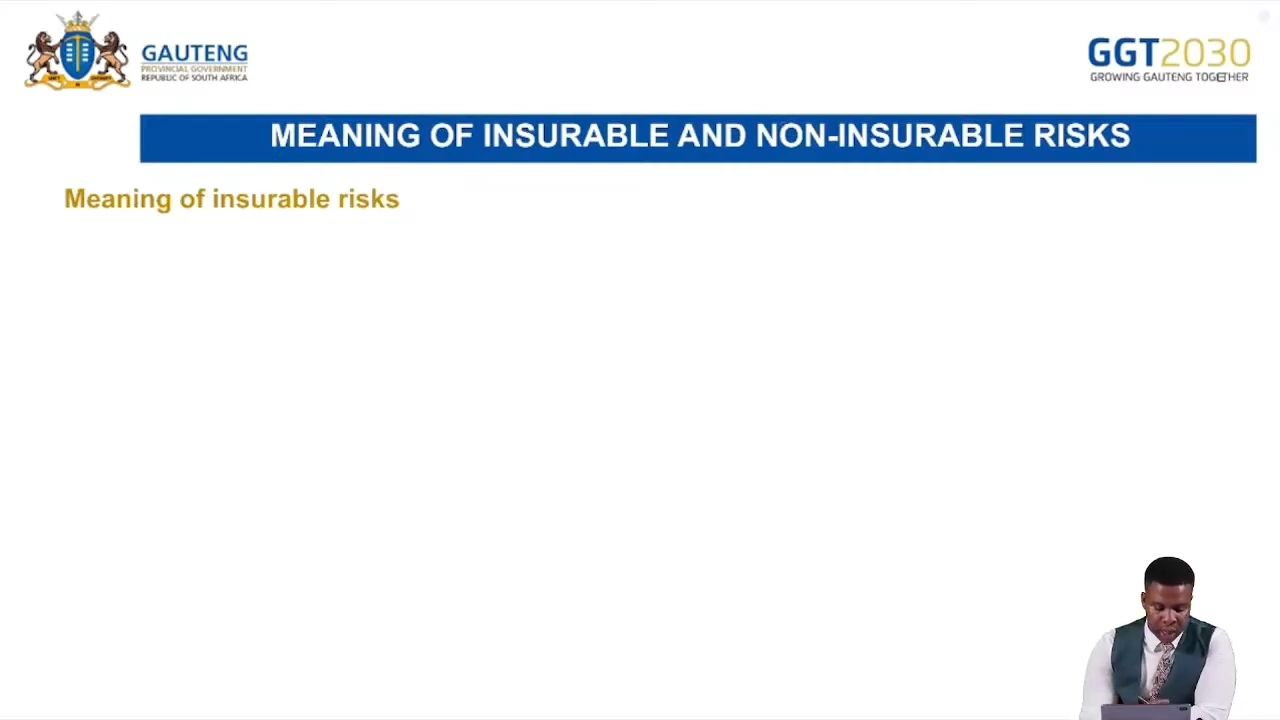 GAUTENG
PROVINCIAL GOVERNMENT
REPUBLIC OF SOUTH AFRICA
GGT2030
GROWING GAUTENG TOGETHER
MEANING OF INSURABLE AND NON-INSURABLE RISKS
Meaning of insurable risks